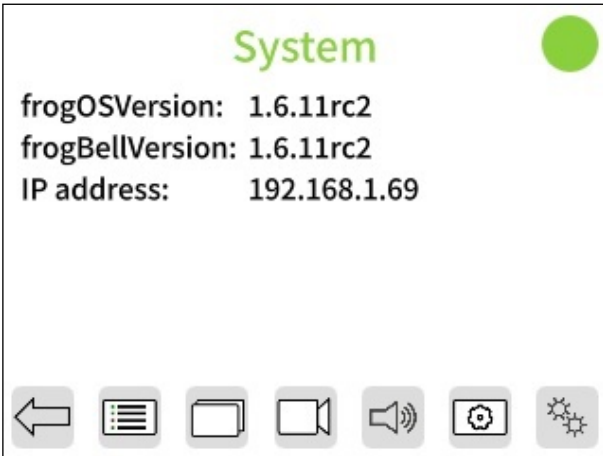 System
frogOSVersion: 1.6.11rc2
frogBellVersion: 1.6.11rc2
IP address: 192.168.1.69